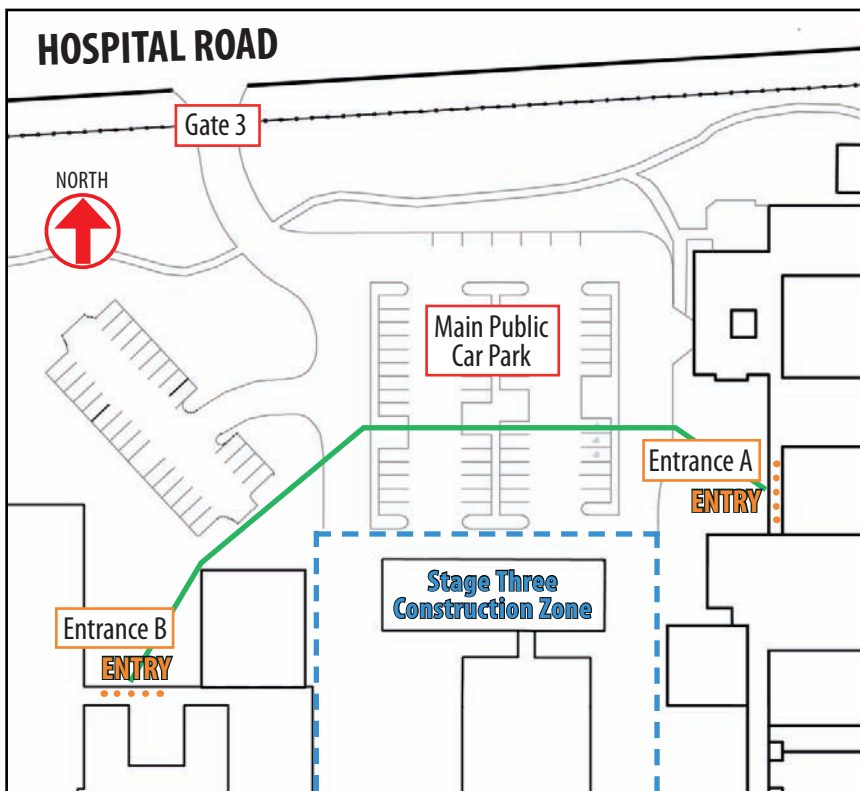 HOSPITAL ROAD
Gate 3
NORTH
Main Public
Car Park
Entrance A
ENTRY
Stage Three
Construction Zone
Entrance B
ENTRY